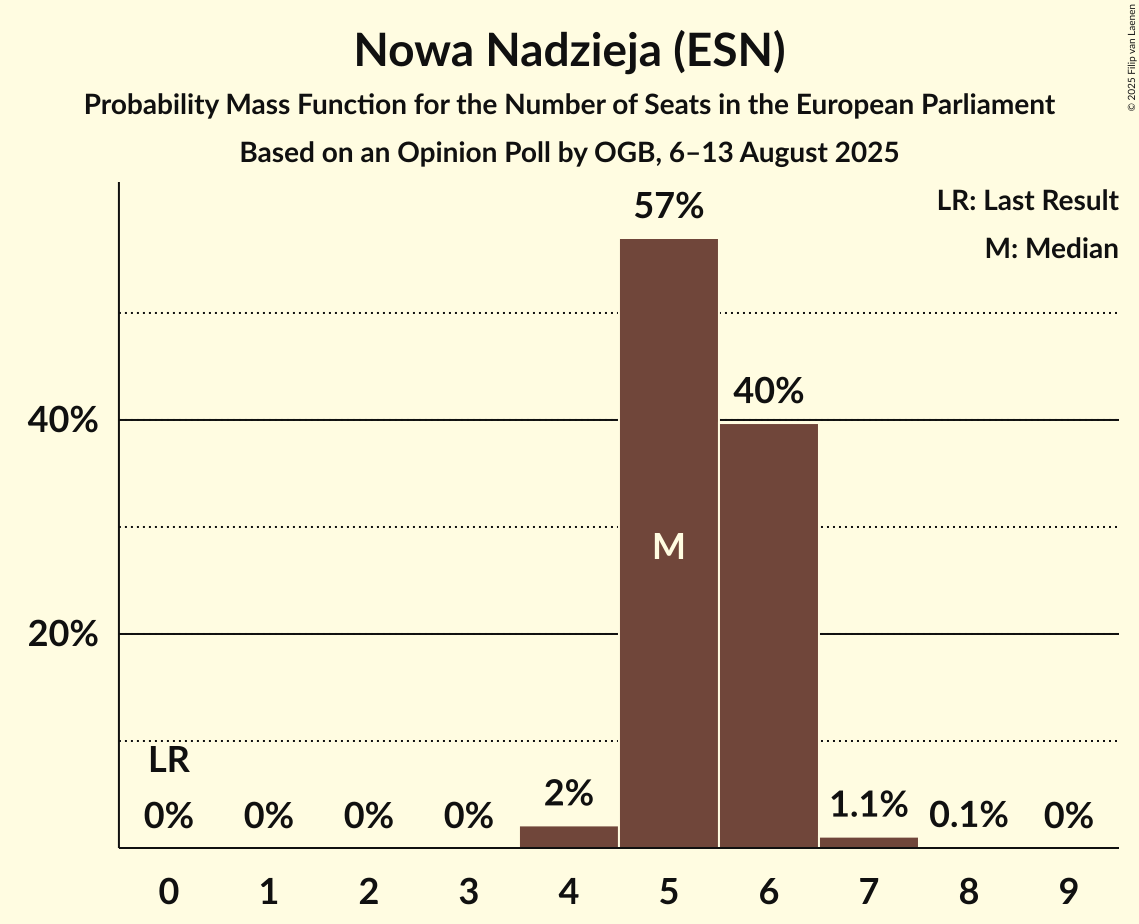 Nowa Nadzieja (ESN)
Probability Mass Function for the Number of Seats in the European Parliament
Based on an Opinion Poll by OGB, 6–13 August 2025
© 2025 Filip van Laenen
LR: Last Result
M: Median
57%
40%
40%
M
20%
LR
0%
0%
0%
0%
2%
1.1%
0.1%
0%
0
1
2
3
4
5
6
7
8
9